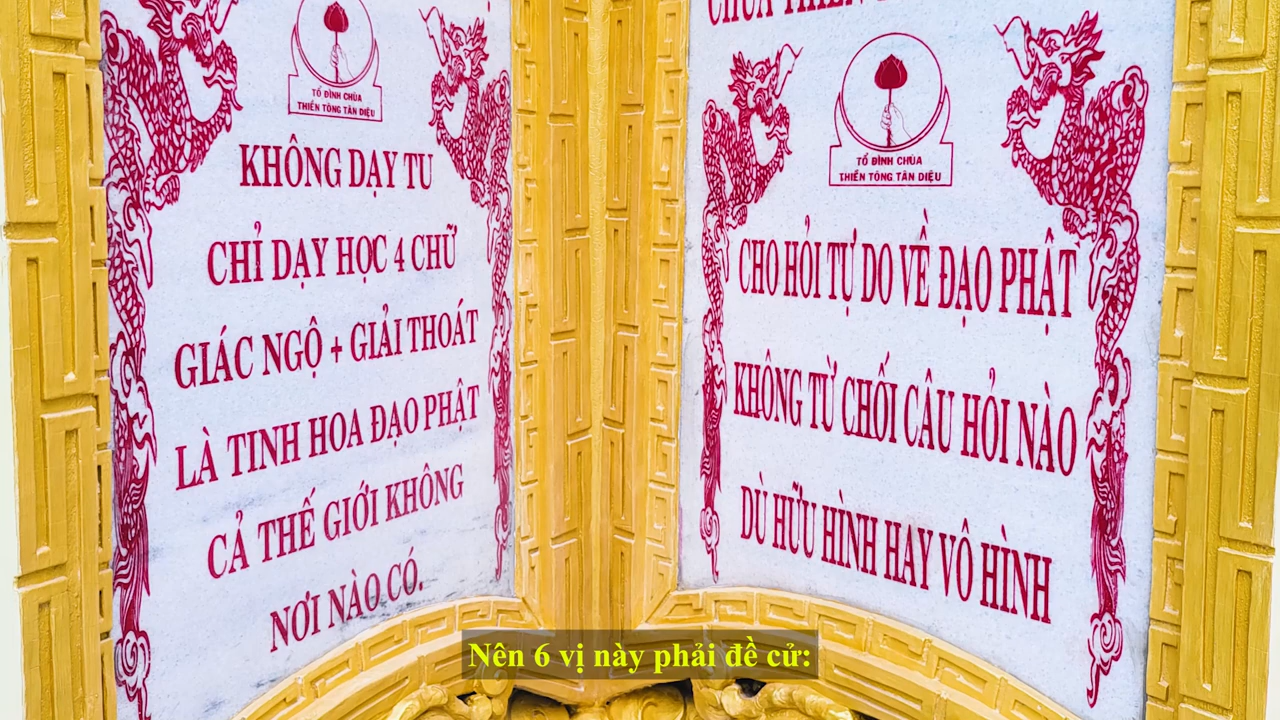 TỔ ĐÌNH CHÙA
THIỀN TÔNG TÂN DIỆU
KHÔNG DẠY TU
CHỈ DẠY HỌC 4 CHỮ
GIÁC NGỘ + GIẢI THOÁT
LÀ TINH HOA ĐẠO PHẬT
CẢ THẾ GIỚI KHÔNG
NƠI NÀO CÓ.
CHÙA THIỀN
TỔ ĐÌNH CHÙA
THIỀN TÔNG TÂN DIỆU
CHO HỎI TỰ DO VỀ ĐẠO PHẬT
KHÔNG TỪ CHỐI CÂU HỎI NÀO
DÙ HỮU HÌNH HAY VÔ HÌNH
Nên 6 vị này phải đề cử: